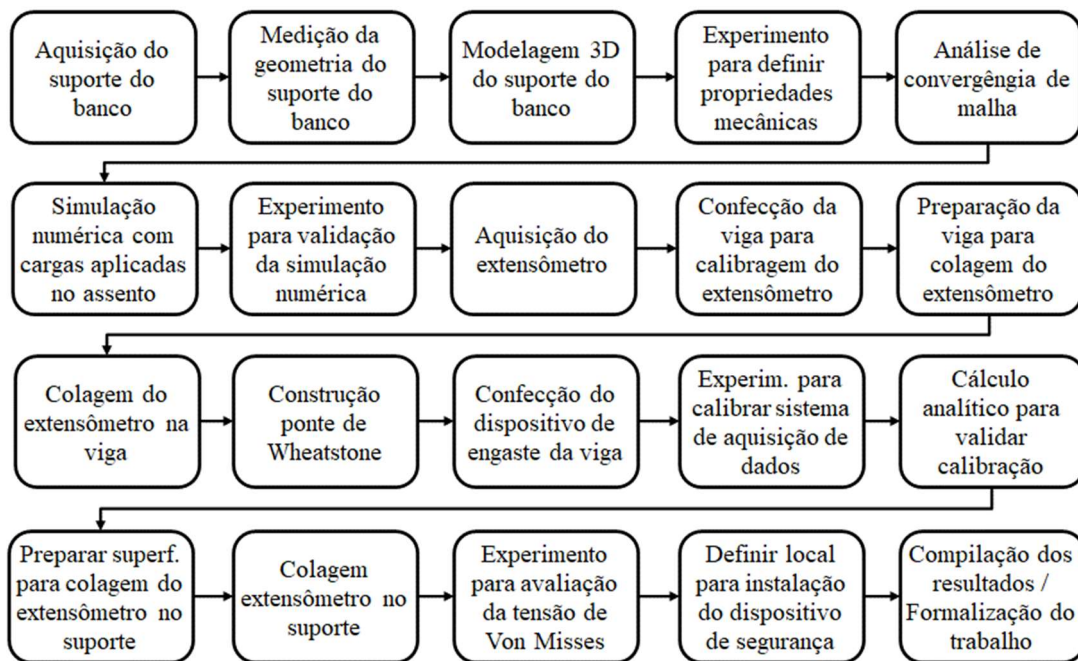 Aquisição do
suporte do
banco
Medição da
geometria do
suporte do
banco
Modelagem 3D
do suporte do
banco
Experimento
para definir
propriedades
mecânicas
Análise de
convergêngia de
malha
Simulação
numérica com
cargas aplicadas
no assento
Experimento
para validação
da simulação
numérica
Aquisição do
extensômetro
Confecção da
viga para
calibragem do
extensômetro
Preparação da
viga para
colagem do
extensômetro
Colagem do
extensômetro na
viga
Construção
ponte de
Wheatstone
Confecção do
dispositivo de
engaste da viga
Experim. para
calibrar sistema
de aquisição de
dados
Cálculo
analítico para
validar
calibração
Preparar superf.
para colagem do
extensômetro no
suporte
Colagem
extensômetro no
suporte
Experimento
para avaliação
da tensão de
Von Misses
Definir local
para instalação
do dispositivo
de segurança
Compilação dos
resultados /
Formalização do
trabalho